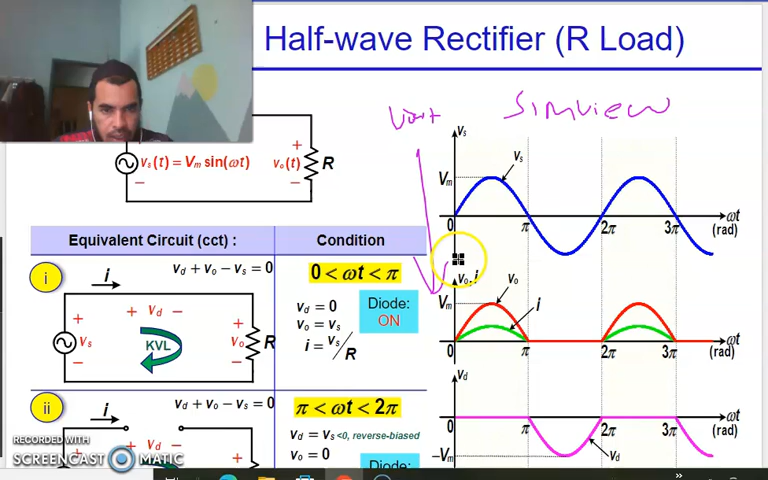 Half-wave Rectifier (R Load)
Simview
vs(t) = Vm sin(ωt)
+
vo(t)
R
−
−
vs
Vm
vs
0
π
2π
3π
ωt
(rad)
Equivalent Circuit (cct) :
Condition
i
vd + vo − vs = 0
i
+ vd −
+
vs
−
KVL
+
vo
−
R
0 < ωt < π
vd = 0
vo = vs
i = vs/R
Diode:
ON
vo, i
Vm
vo
i
0
π
2π
3π
ωt
(rad)
ii
vd + vo − vs = 0
i
+ vd −
π < ωt < 2π
vd = vs <0, reverse-biased
vo = 0
Diode:
vd
0
π
2π
3π
ωt
(rad)
−Vm
vd
RECORDED WITH
SCREENCAST MATIC